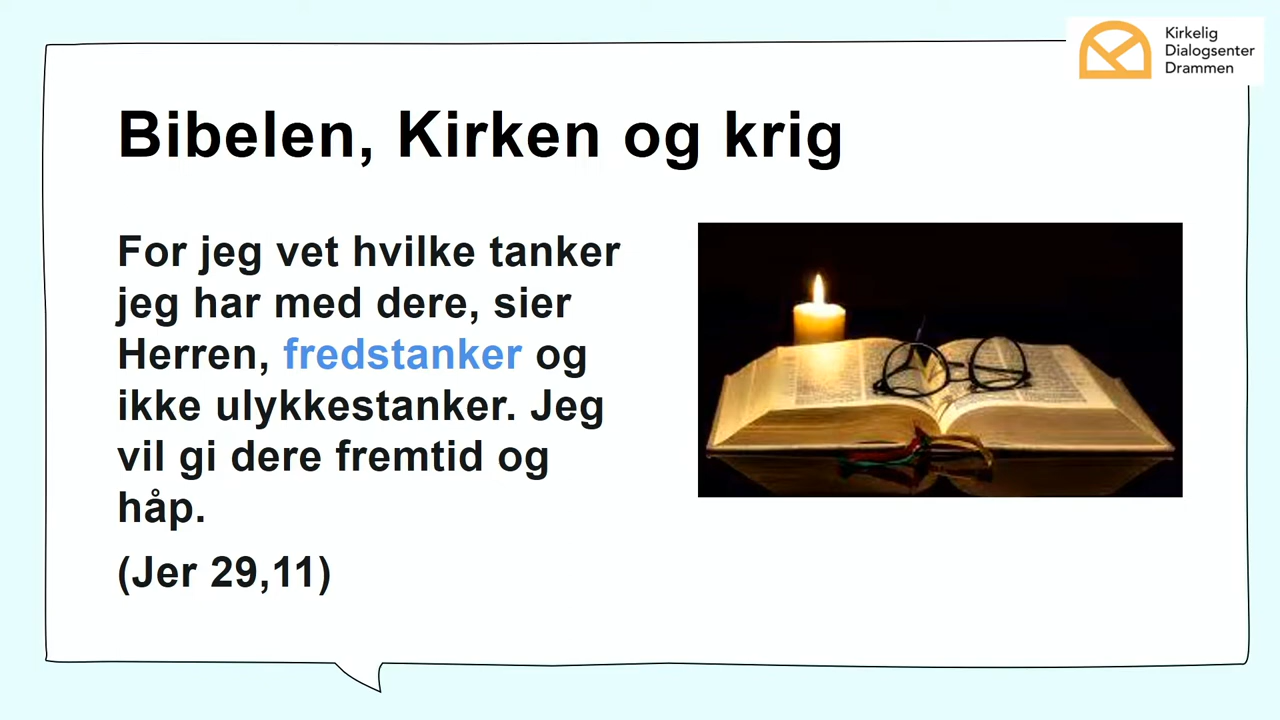 Kirkelig
Dialogsenter
Drammen
Bibelen, Kirken og krig
For jeg vet hvilke tanker
jeg har med dere, sier
Herren, fredstanker og
ikke ulykkestanker. Jeg
vil gi dere fremtid og
håp.
(Jer 29,11)